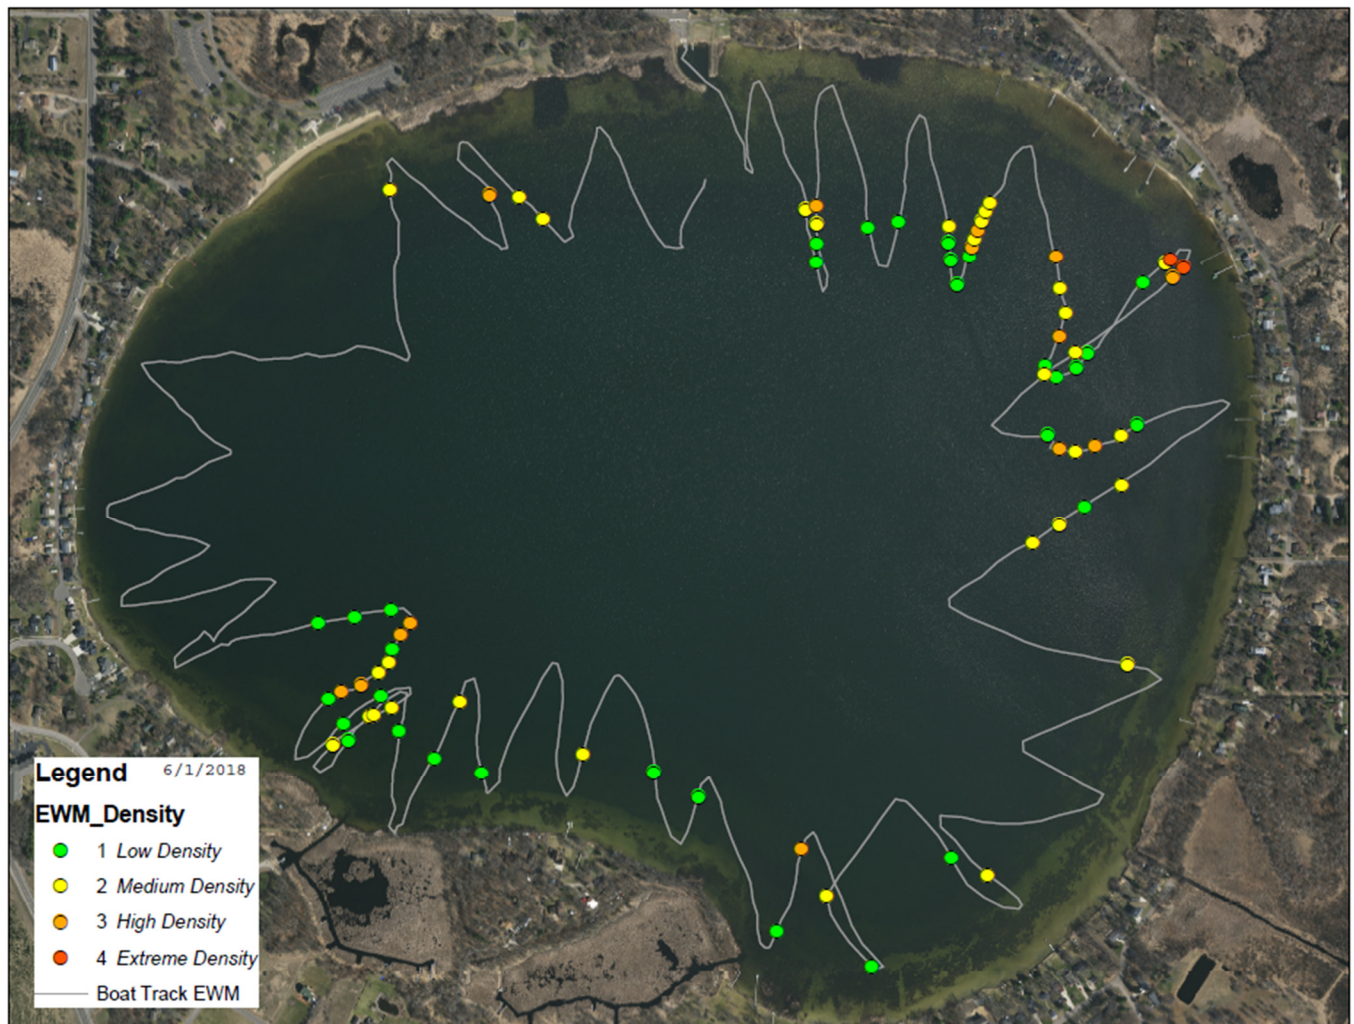 Legend 6/1/2018
EWM_Density
1 Low Density
2 Medium Density
3 High Density
4 Extreme Density
Boat Track EWM